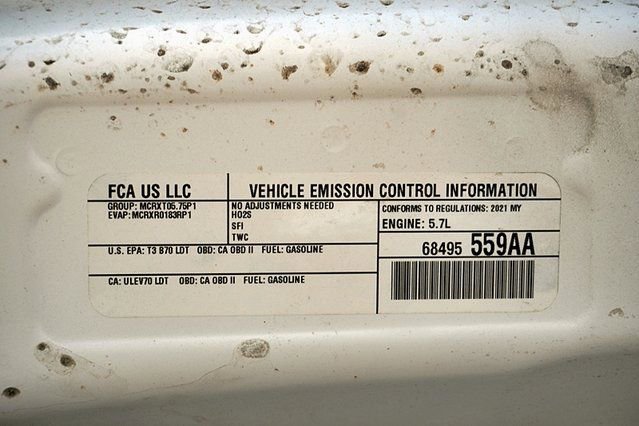 FCA US LLC
VEHICLE EMISSION CONTROL INFORMATION
GROUP: MCRXT05.75P1
EVAP: MCRXR0183RP1
NO ADJUSTMENTS NEEDED
HO2S
SFI
TWC
CONFORMS TO REGULATIONS: 2021 MY
ENGINE: 5.7L
68495 559AA
U.S. EPA: T3 B70 LDT OBD: CA OBD II FUEL: GASOLINE
CA: ULEV70 LDT OBD: CA OBD II FUEL: GASOLINE